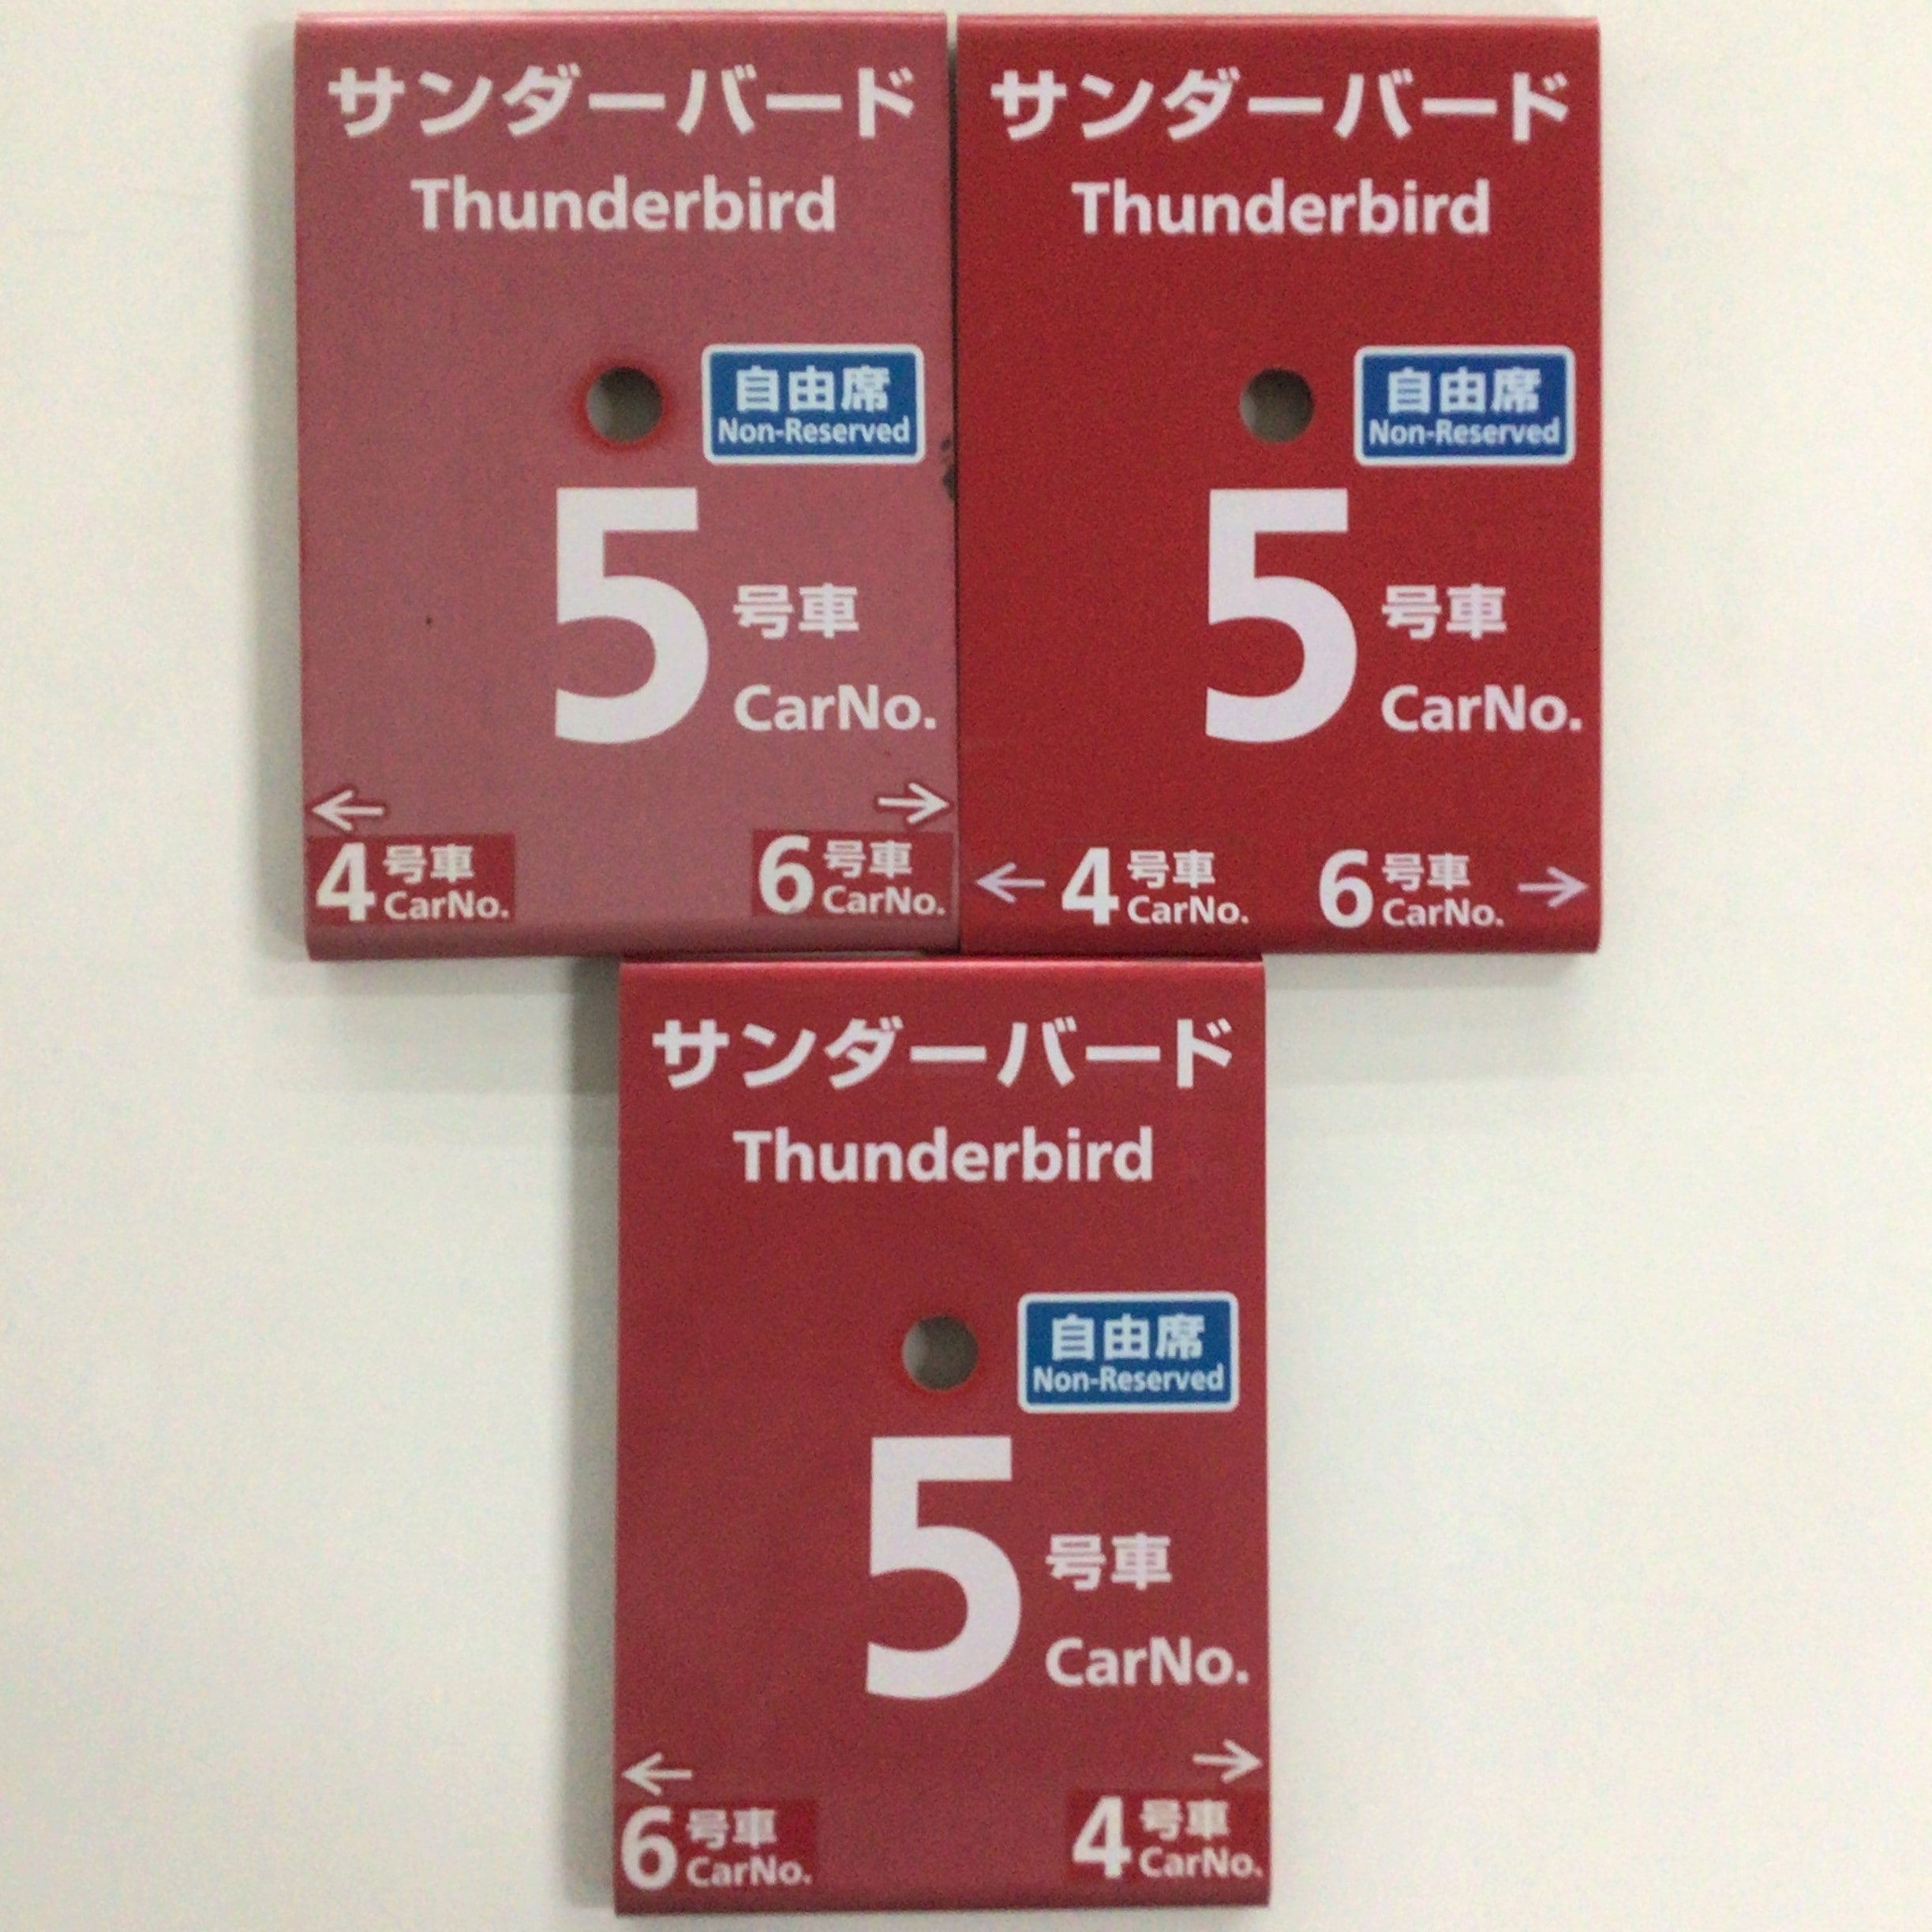 サンダーバード
Thunderbird
自由席
Non-Reserved
5 号車
CarNo.
← →
4 号車 CarNo.
6 号車 CarNo.
サンダーバード
Thunderbird
自由席
Non-Reserved
5 号車
CarNo.
← 4 号車 CarNo.
6 号車 CarNo. →
サンダーバード
Thunderbird
自由席
Non-Reserved
5 号車
CarNo.
← →
6 号車 CarNo.
4 号車 CarNo.